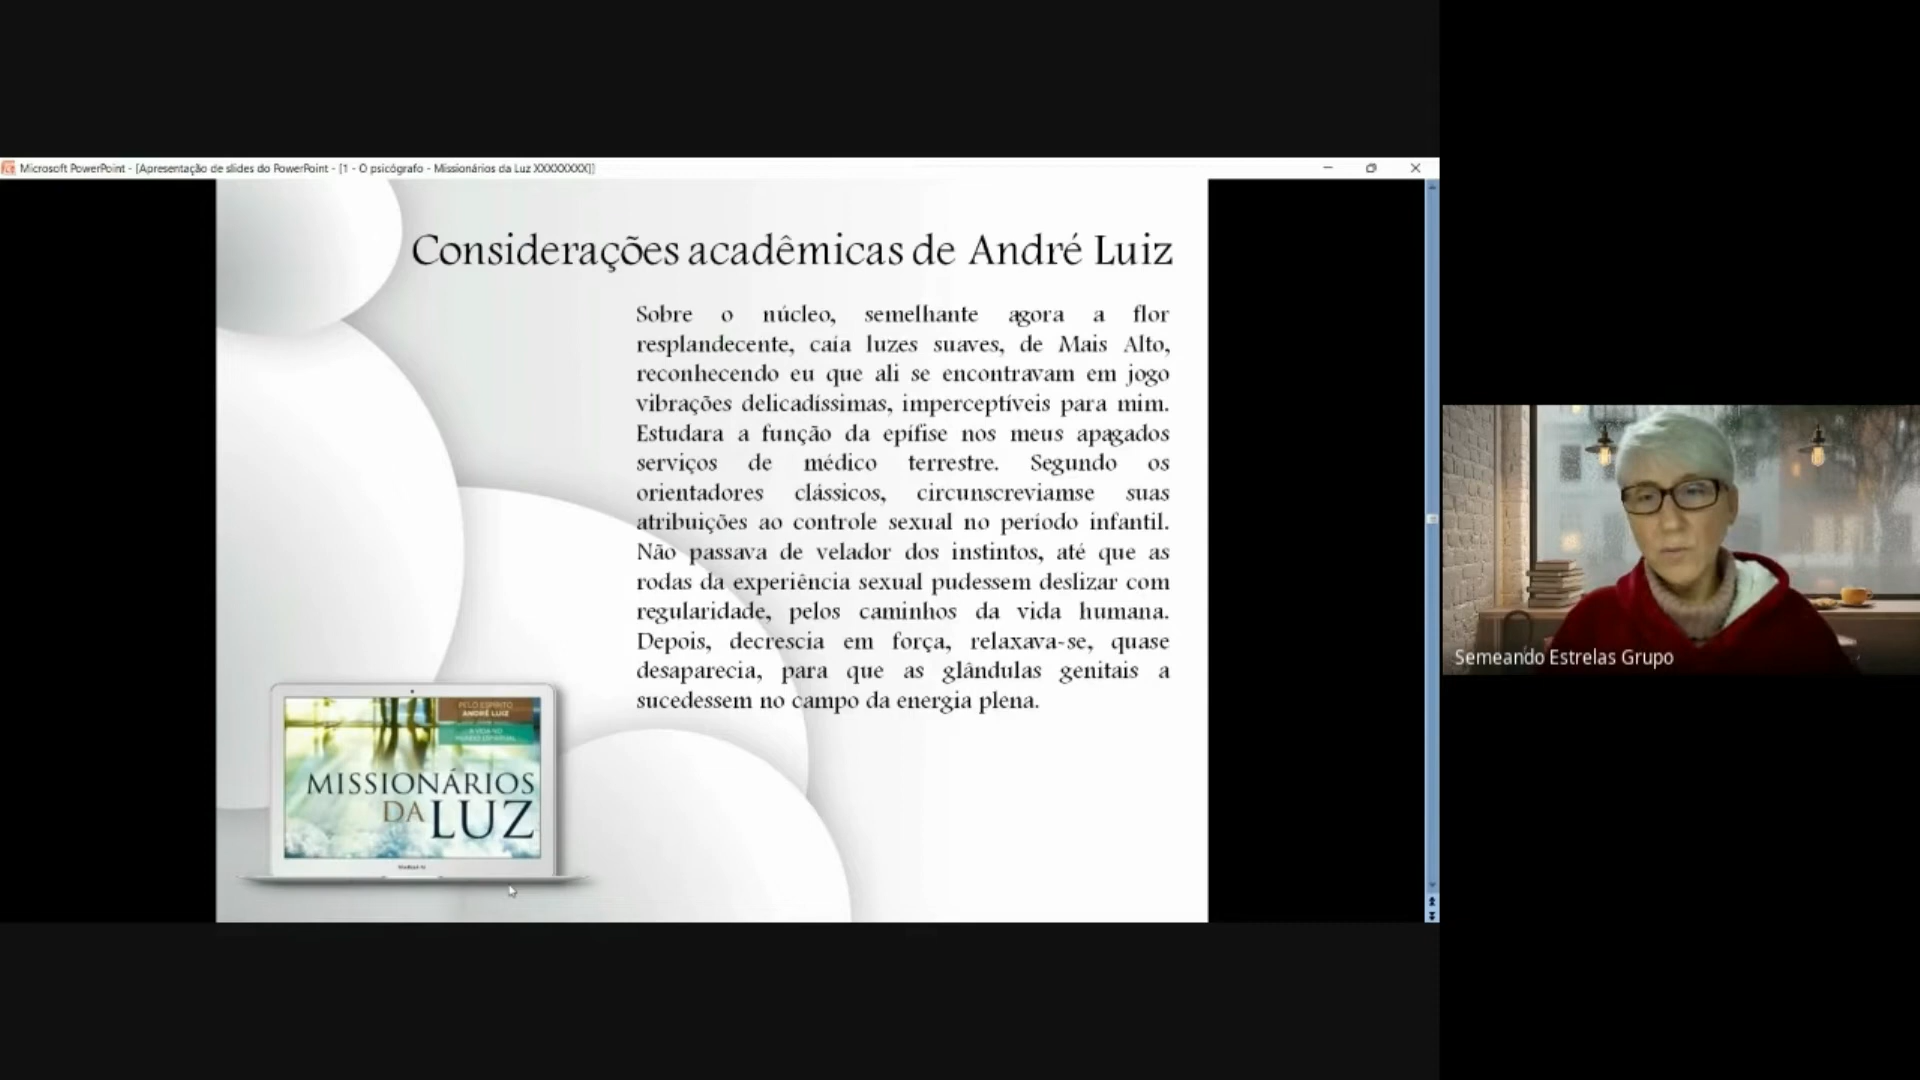 Microsoft PowerPoint - [Apresentação de slides do PowerPoint - [1 - O psicógrafo - Missionários da Luz XXXXXXXX]]
Considerações acadêmicas de André Luiz
Sobre o núcleo, semelhante agora a flor
resplandecente, caía luzes suaves, de Mais Alto,
reconhecendo eu que ali se encontravam em jogo
vibrações delicadíssimas, imperceptíveis para mim.
Estudara a função da epífise nos meus apagados
serviços de médico terrestre. Segundo os
orientadores clássicos, circunscreviamse suas
atribuições ao controle sexual no período infantil.
Não passava de velador dos instintos, até que as
rodas da experiência sexual pudessem deslizar com
regularidade, pelos caminhos da vida humana.
Depois, decrescia em força, relaxava-se, quase
desaparecia, para que as glândulas genitais a
sucedessem no campo da energia plena.
PELO ESPÍRITO
ANDRÉ LUIZ
A VIDA NO
MUNDO ESPIRITUAL
MISSIONÁRIOS
DA LUZ
MacBook Air
Semeando Estrelas Grupo